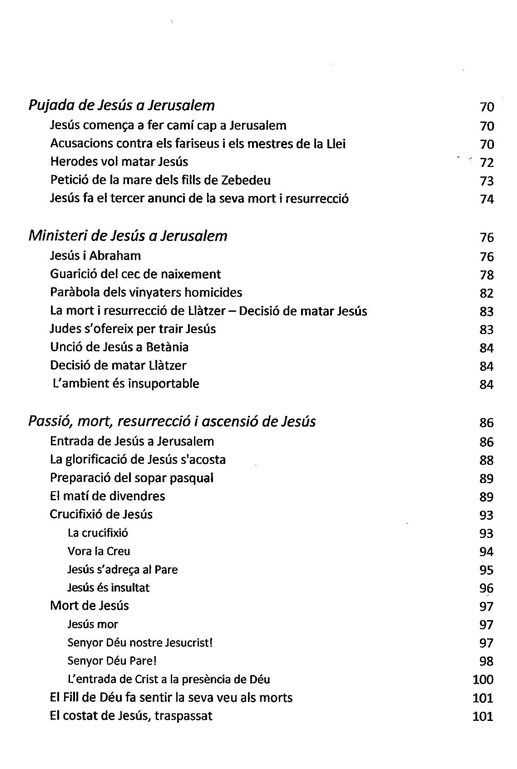 Pujada de Jesús a Jerusalem 70
Jesús comença a fer camí cap a Jerusalem 70
Acusacions contra els fariseus i els mestres de la Llei 70
Herodes vol matar Jesús 72
Petició de la mare dels fills de Zebedeu 73
Jesús fa el tercer anunci de la seva mort i resurrecció 74
Ministeri de Jesús a Jerusalem 76
Jesús i Abraham 76
Guarició del cec de naixement 78
Paràbola dels vinyaters homicides 82
La mort i resurrecció de Llàtzer – Decisió de matar Jesús 83
Judes s'ofereix per trair Jesús 83
Unció de Jesús a Betània 84
Decisió de matar Llàtzer 84
L'ambient és insuportable 84
Passió, mort, resurrecció i ascensió de Jesús 86
Entrada de Jesús a Jerusalem 86
La glorificació de Jesús s'acosta 88
Preparació del sopar pasqual 89
El matí de divendres 89
Crucifixió de Jesús 93
La crucifixió 93
Vora la Creu 94
Jesús s'adreça al Pare 95
Jesús és insultat 96
Mort de Jesús 97
Jesús mor 97
Senyor Déu nostre Jesucrist! 97
Senyor Déu Pare! 98
L'entrada de Crist a la presència de Déu 100
El Fill de Déu fa sentir la seva veu als morts 101
El costat de Jesús, traspassat 101